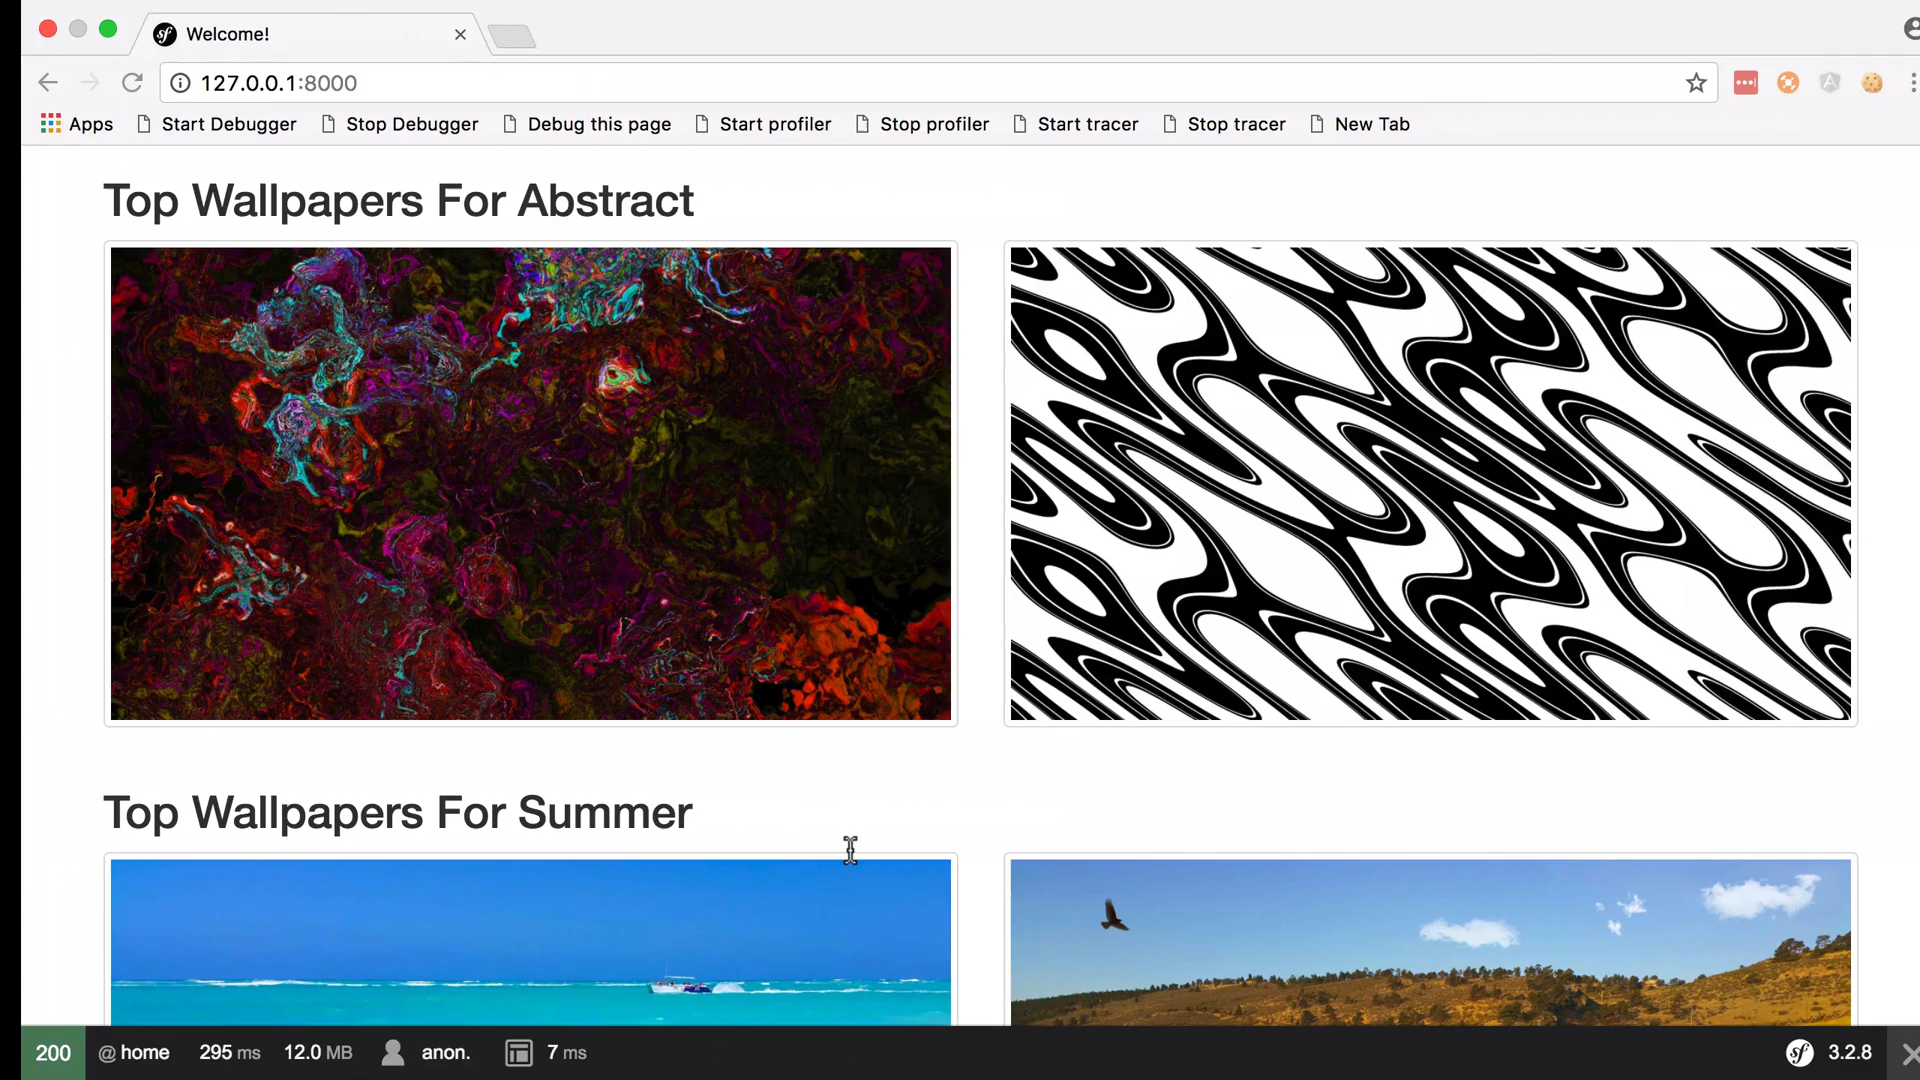 Welcome!
127.0.0.1:8000
Apps Start Debugger Stop Debugger Debug this page Start profiler Stop profiler Start tracer Stop tracer New Tab
Top Wallpapers For Abstract
Top Wallpapers For Summer
200 @ home 295 ms 12.0 MB anon. 7 ms 3.2.8